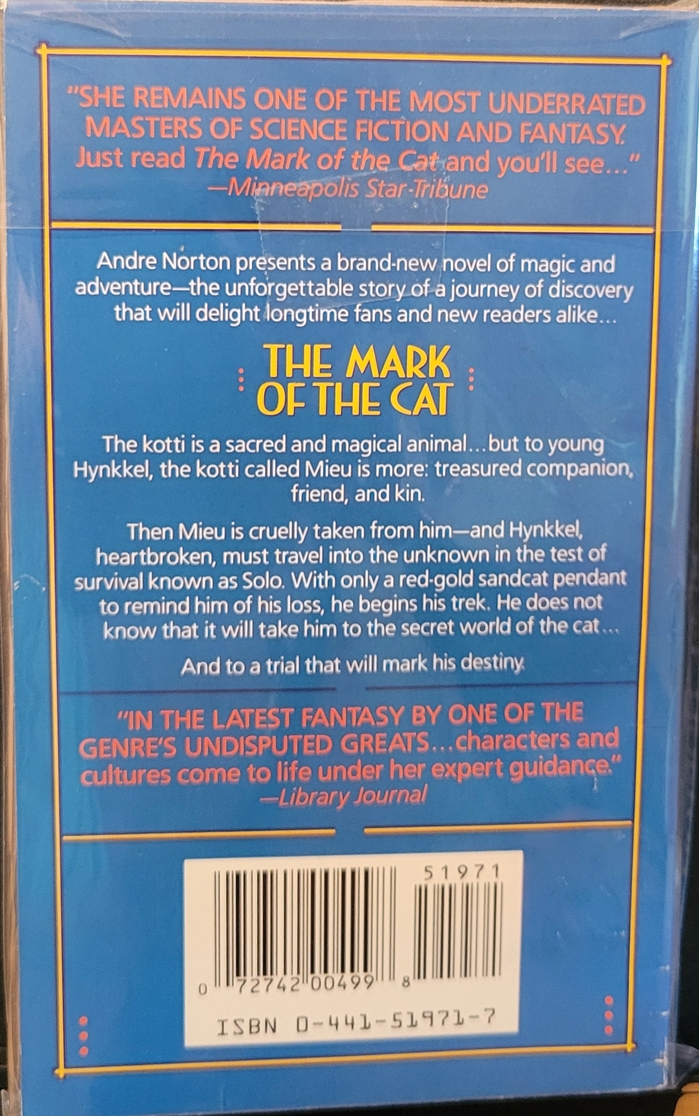 "SHE REMAINS ONE OF THE MOST UNDERRATED
MASTERS OF SCIENCE FICTION AND FANTASY.
Just read The Mark of the Cat and you'll see..."
—Minneapolis Star-Tribune
Andre Norton presents a brand-new novel of magic and
adventure—the unforgettable story of a journey of discovery
that will delight longtime fans and new readers alike...
THE MARK
OF THE CAT
The kotti is a sacred and magical animal...but to young
Hynkkel, the kotti called Mieu is more: treasured companion,
friend, and kin.
Then Mieu is cruelly taken from him—and Hynkkel,
heartbroken, must travel into the unknown in the test of
survival known as Solo. With only a red-gold sandcat pendant
to remind him of his loss, he begins his trek. He does not
know that it will take him to the secret world of the cat...
And to a trial that will mark his destiny.
"IN THE LATEST FANTASY BY ONE OF THE
GENRE'S UNDISPUTED GREATS...characters and
cultures come to life under her expert guidance."
—Library Journal
51971
0 72742 00499 8
ISBN 0-441-51971-7